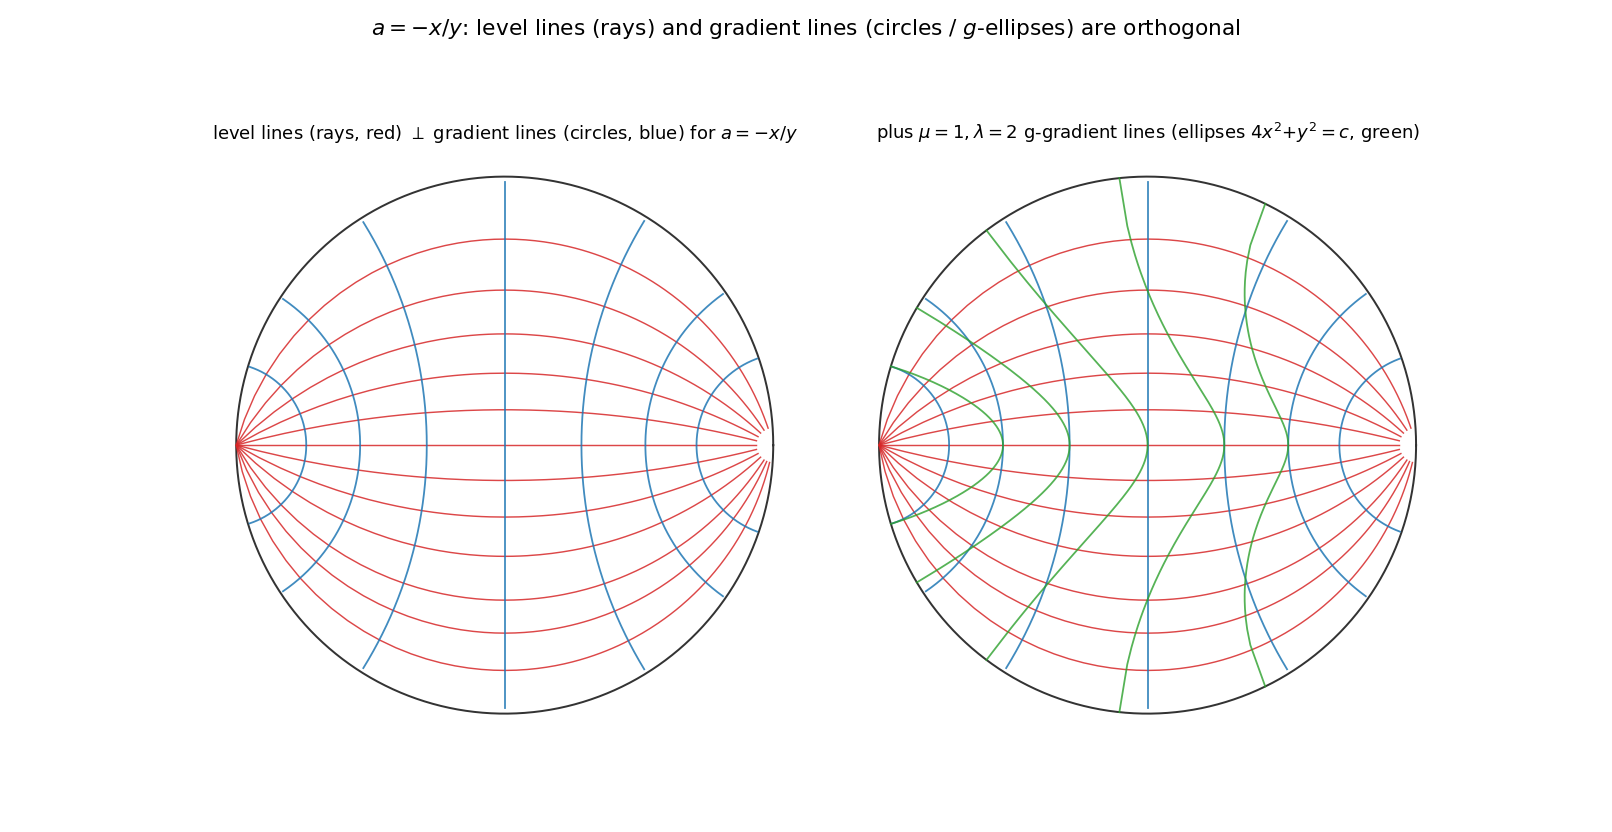 a = −x/y: level lines (rays) and gradient lines (circles / g-ellipses) are orthogonal
level lines (rays, red) ⊥ gradient lines (circles, blue) for a = −x/y
plus μ = 1, λ = 2 g-gradient lines (ellipses 4x²+y² = c, green)